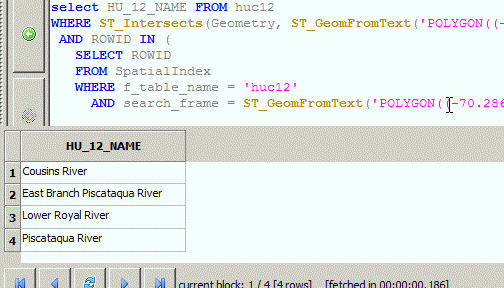 select HU_12_NAME FROM huc12
WHERE ST_Intersects(Geometry, ST_GeomFromText('POLYGON((-
AND ROWID IN (
SELECT ROWID
FROM SpatialIndex
WHERE f_table_name = 'huc12'
AND search_frame = ST_GeomFromText('POLYGON((-70.286
HU_12_NAME
1 Cousins River
2 East Branch Piscataqua River
3 Lower Royal River
4 Piscataqua River
current block: 1 / 4 [4 rows] [fetched in 00:00:00.186]